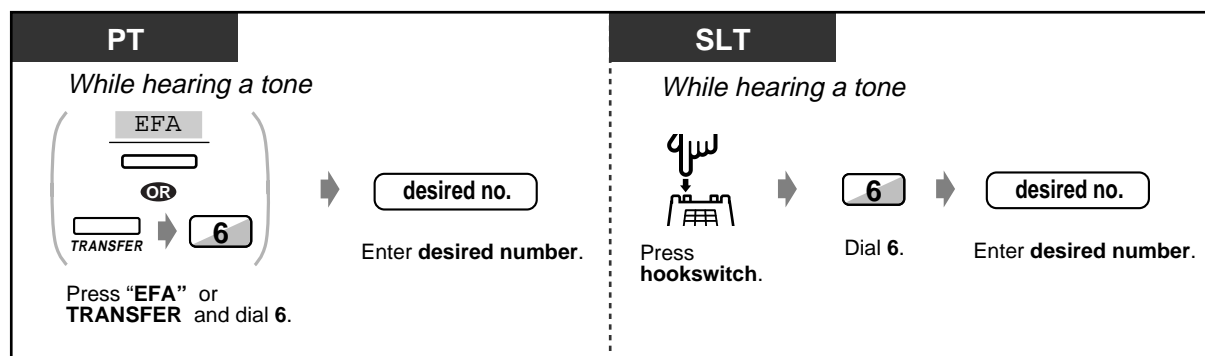 PT
While hearing a tone
EFA
OR
TRANSFER
6
desired no.
Enter desired number.
Press “EFA” or
TRANSFER and dial 6.
SLT
While hearing a tone
6
desired no.
Press
hookswitch.
Dial 6.
Enter desired number.